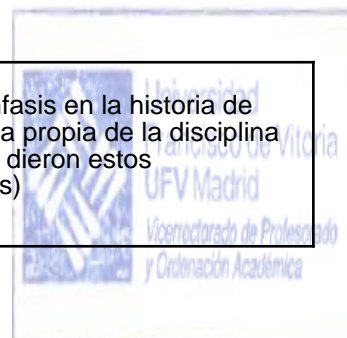 fasis en la historia de
a propia de la disciplina
dieron estos
s)
Universidad
Francisco de Vitoria
UFV Madrid
Vicerrectorado de Profesorado
y Ordenación Académica